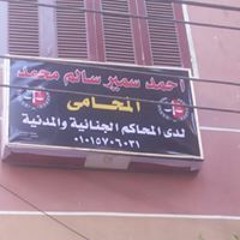 احمد سمير سالم محمد
المحامى
لدى المحاكم الجنائية والمدنية
٠١٠١٥٧٠٦٠٣١